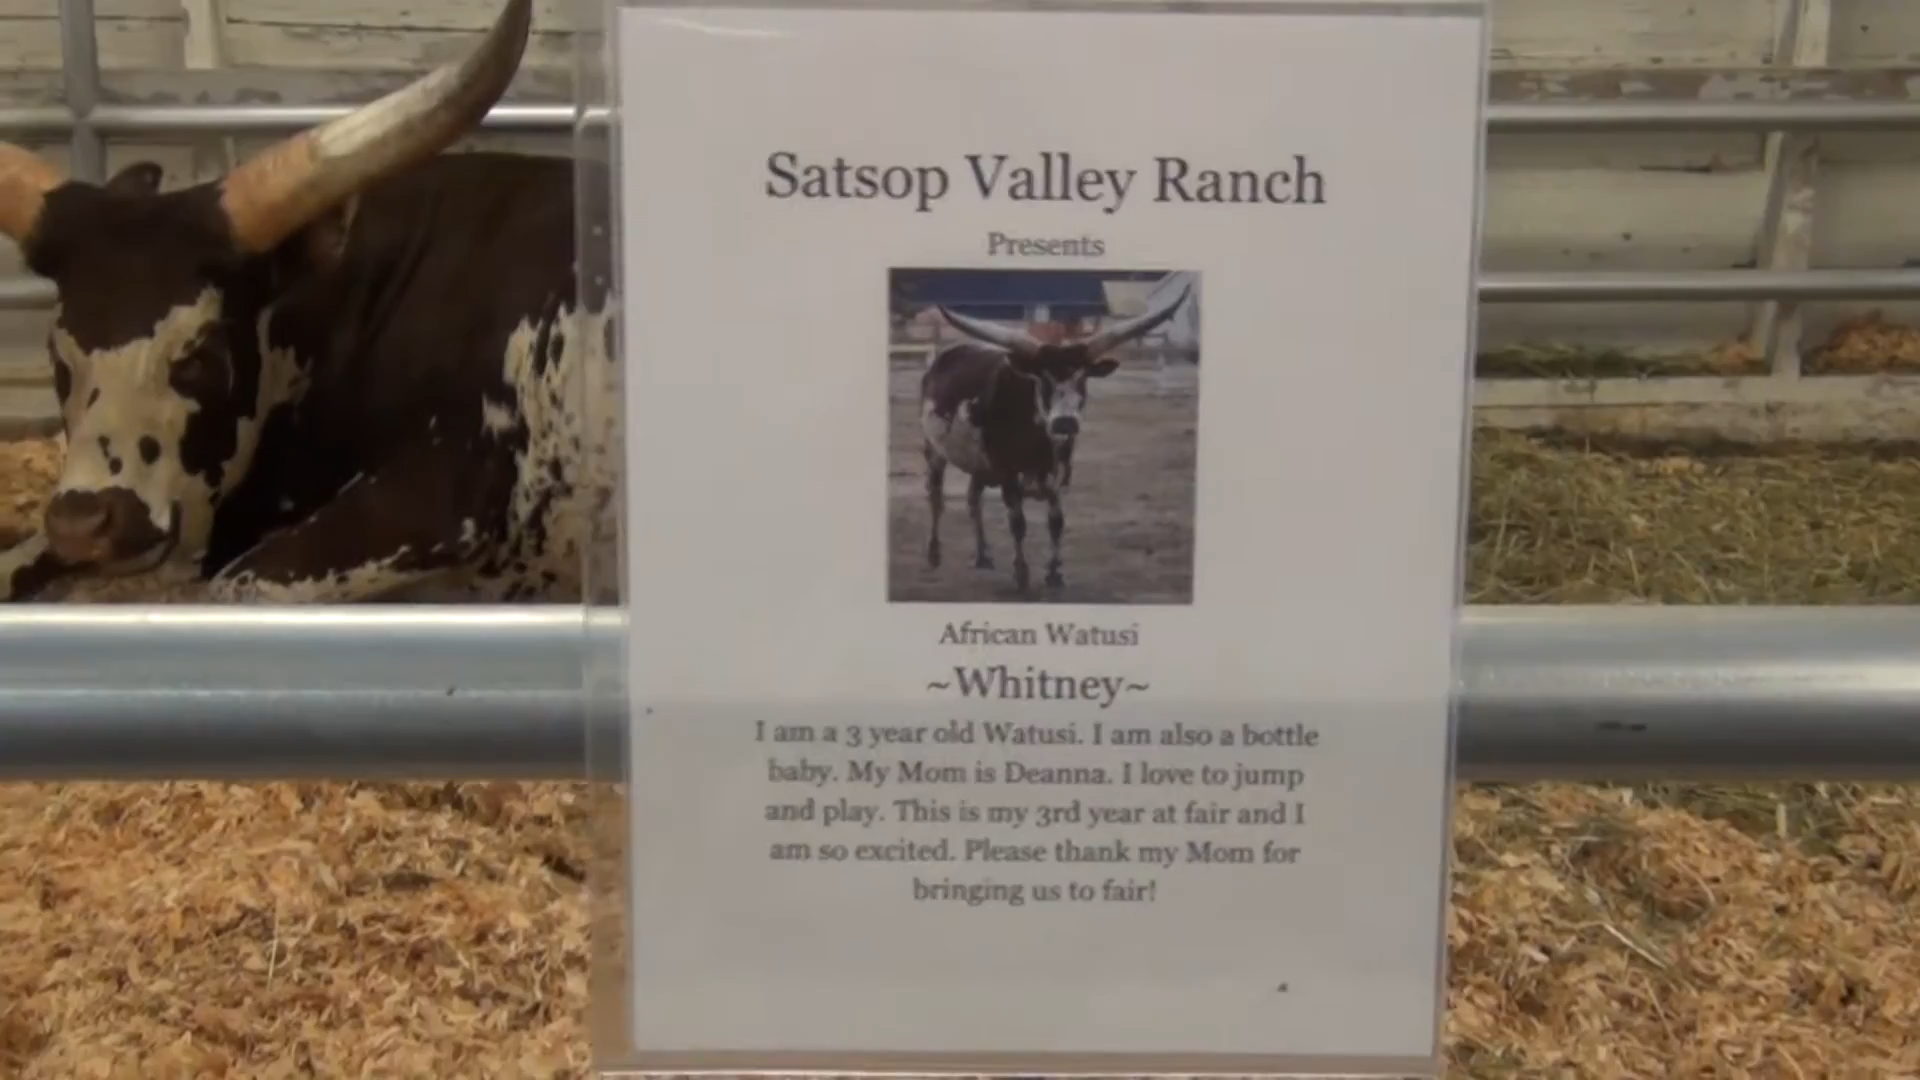 Satsop Valley Ranch
Presents
African Watusi
~Whitney~
I am a 3 year old Watusi. I am also a bottle
baby. My Mom is Deanna. I love to jump
and play. This is my 3rd year at fair and I
am so excited. Please thank my Mom for
bringing us to fair!